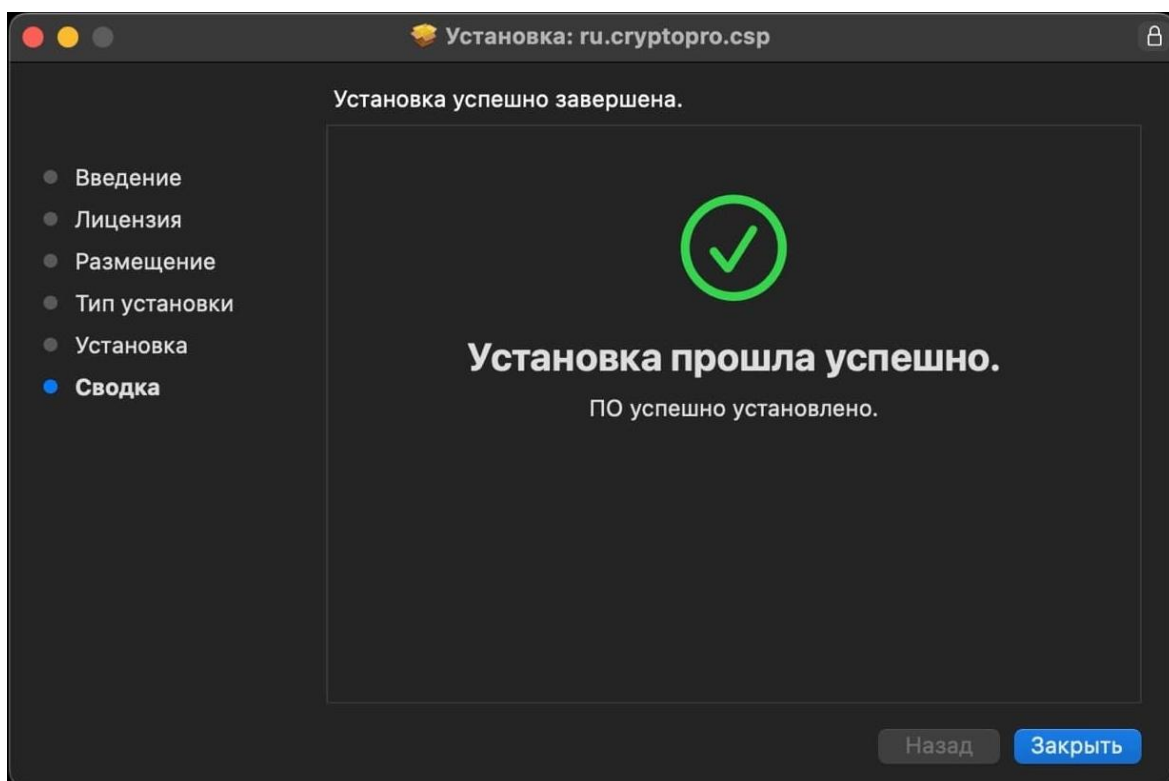 Установка: ru.cryptopro.csp
Установка успешно завершена.
Введение
Лицензия
Размещение
Тип установки
Установка
Сводка
Установка прошла успешно.
ПО успешно установлено.
Назад
Закрыть